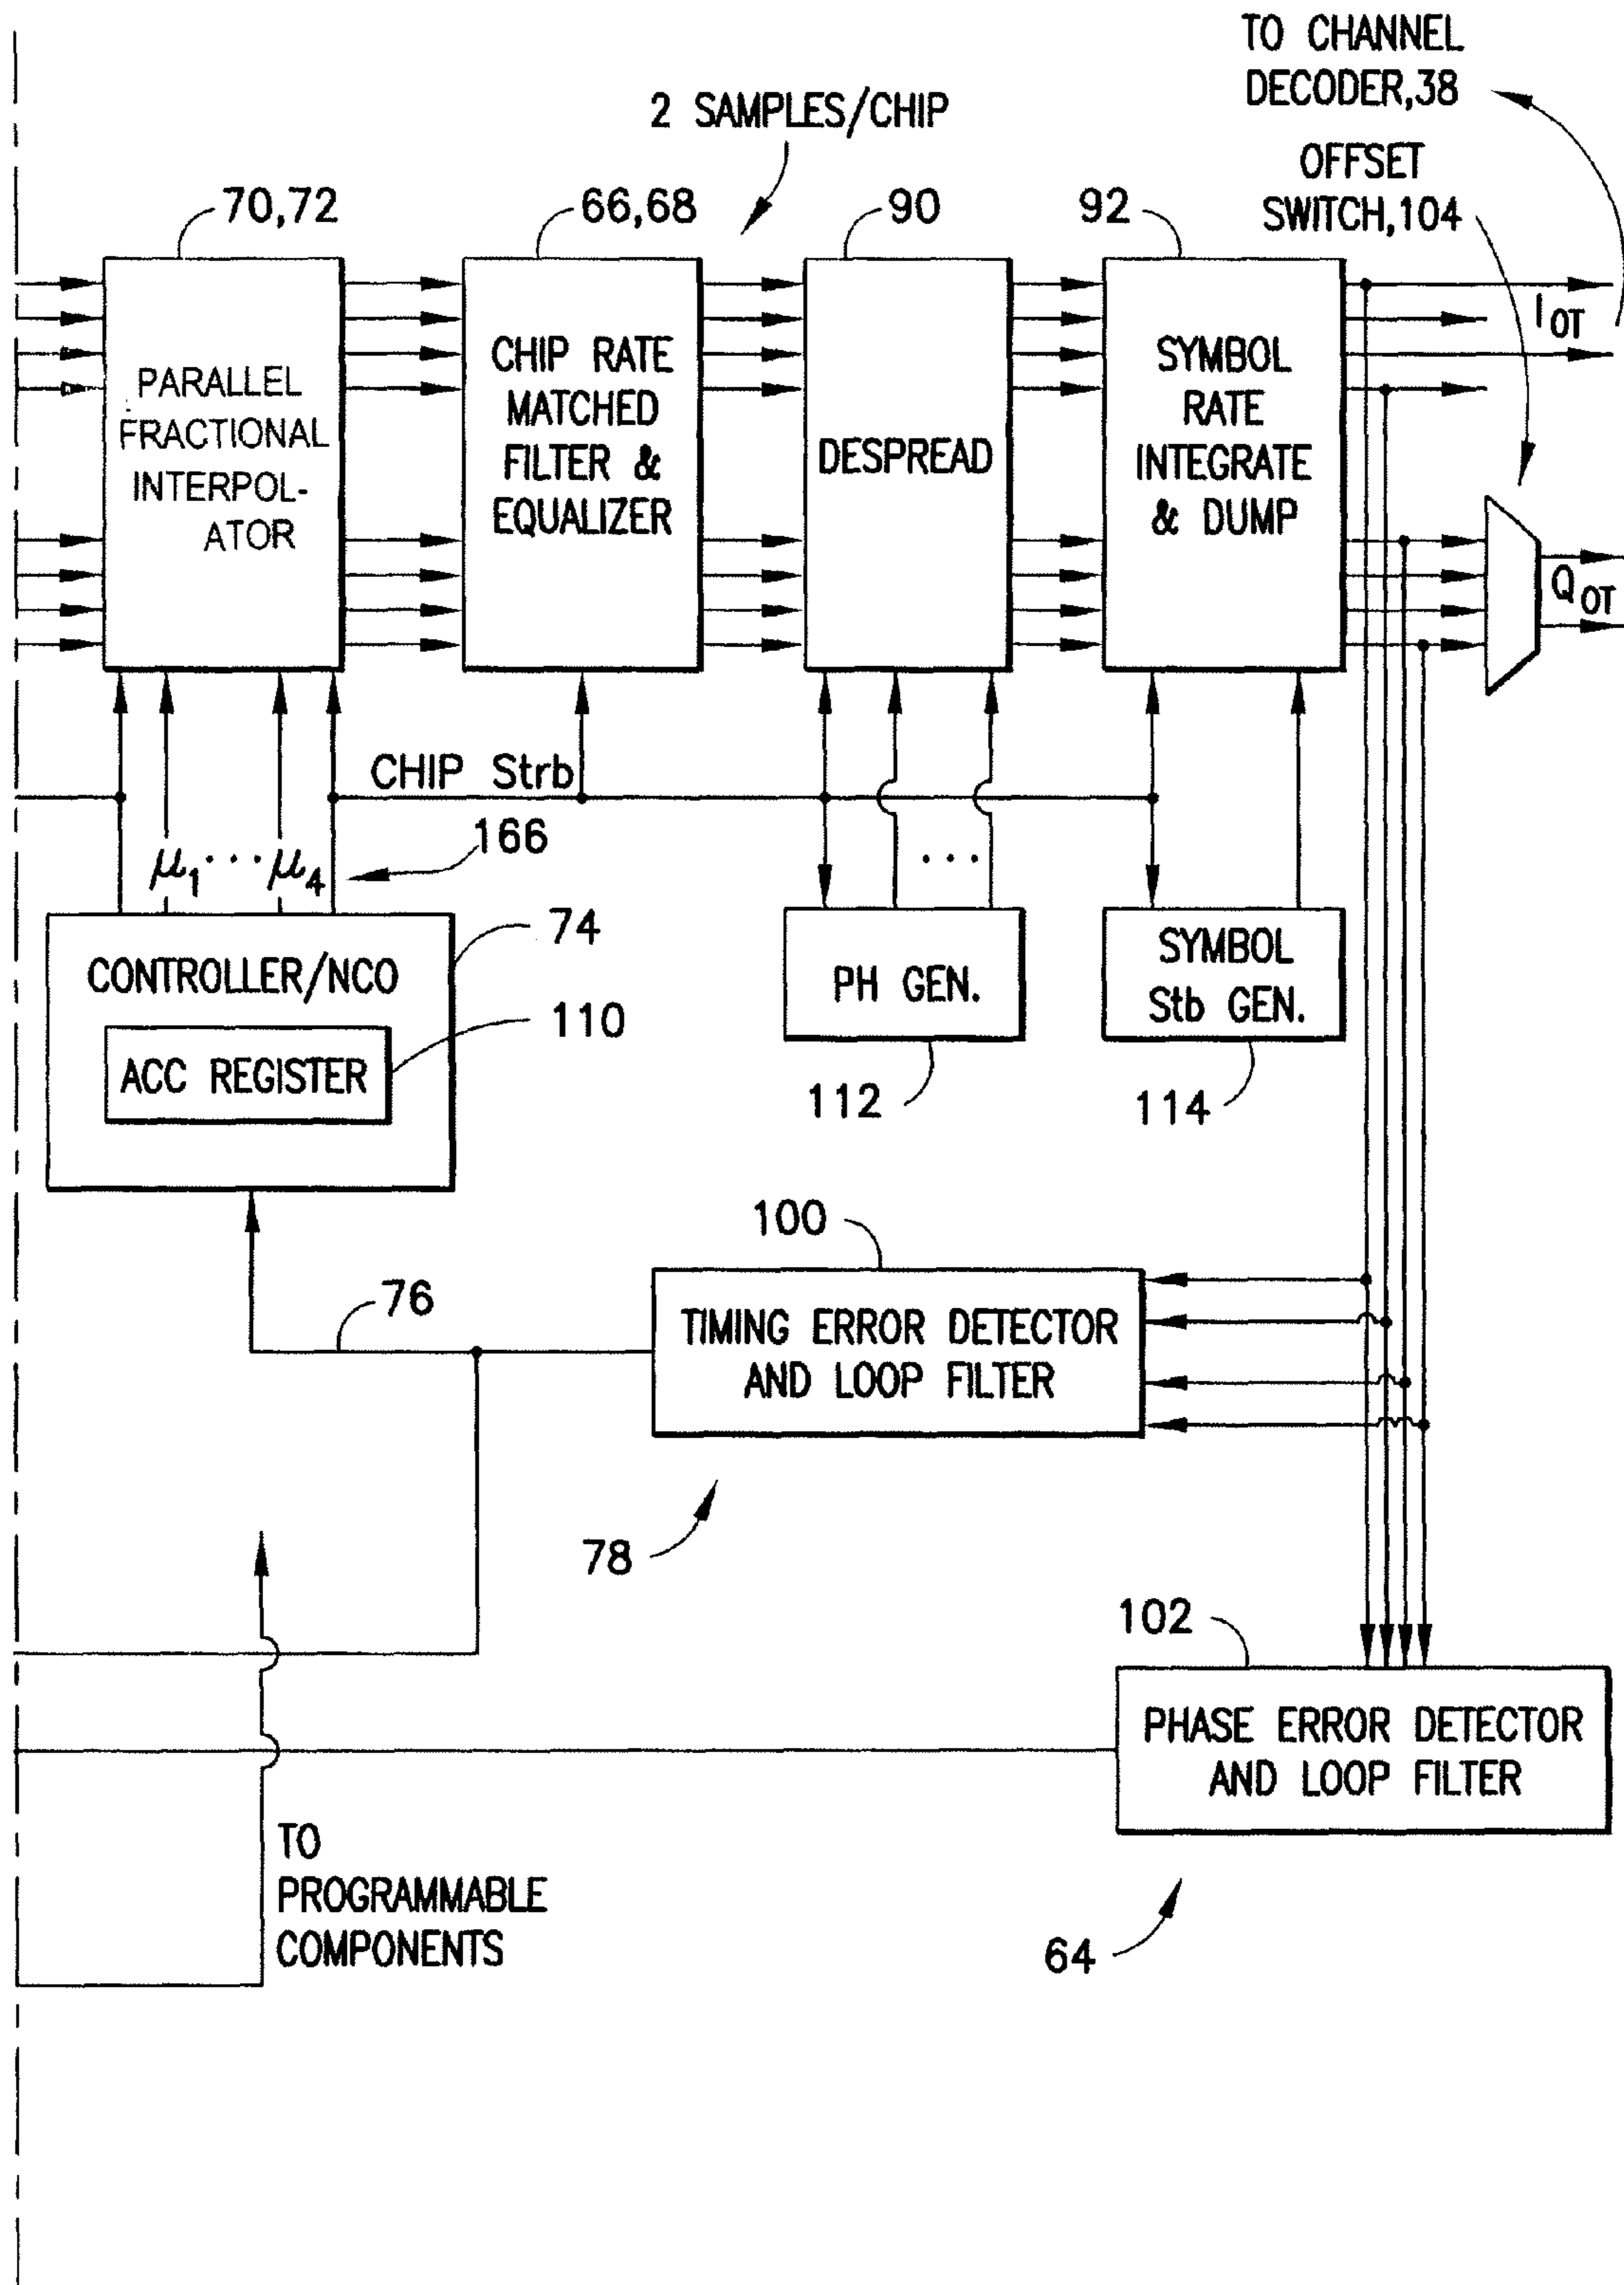 TO CHANNEL
DECODER,38
2 SAMPLES/CHIP
OFFSET
SWITCH,104
70,72
66,68
90
92
PARALLEL
FRACTIONAL
INTERPOL-
ATOR
CHIP RATE
MATCHED
FILTER &
EQUALIZER
DESPREAD
SYMBOL
RATE
INTEGRATE
& DUMP
I OT
Q OT
CHIP Strb
166
μ1 ··· μ4
CONTROLLER/NCO
74
ACC REGISTER
110
...
PH GEN.
112
SYMBOL
Stb GEN.
114
100
TIMING ERROR DETECTOR
AND LOOP FILTER
76
78
102
PHASE ERROR DETECTOR
AND LOOP FILTER
64
TO
PROGRAMMABLE
COMPONENTS